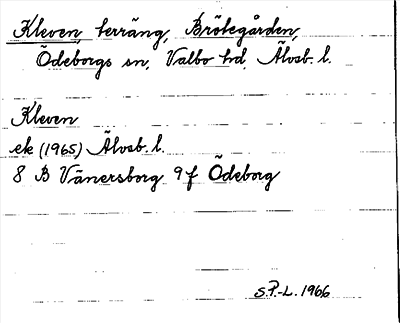 Kleven, terräng, Brötegården,
Ödeborgs sn, Valbo hd, Älvsb. l.
Kleven
ek (1965) Älvsb. l.
8 B Vänersborg 9 f Ödeborg
S.P.-L. 1966